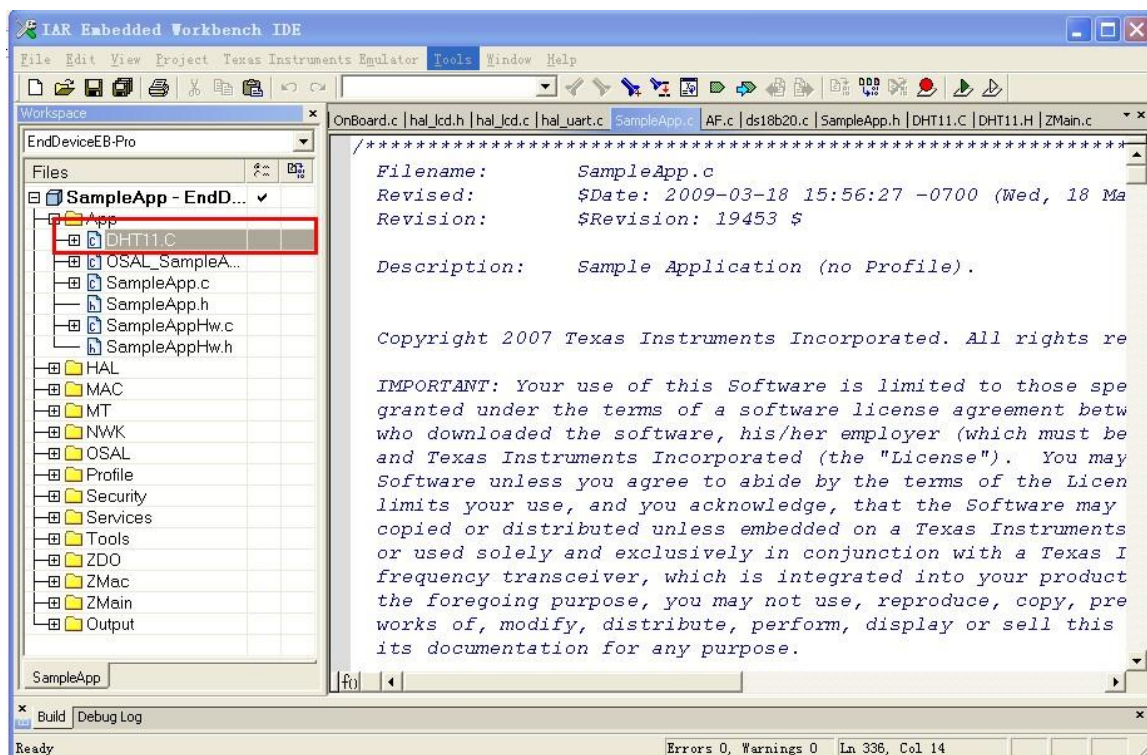 IAR Embedded Workbench IDE
File Edit View Project Texas Instruments Emulator Tools Window Help
Workspace
EndDeviceEB-Pro
Files
SampleApp - EndD...
App
DHT11.C
OSAL_SampleA...
SampleApp.c
SampleApp.h
SampleAppHw.c
SampleAppHw.h
HAL
MAC
MT
NWK
OSAL
Profile
Security
Services
Tools
ZDO
ZMac
ZMain
Output
SampleApp
OnBoard.c | hal_lcd.h | hal_lcd.c | hal_uart.c SampleApp.c AF.c | ds18b20.c | SampleApp.h | DHT11.C | DHT11.H | ZMain.c
/*************************************************************
Filename: SampleApp.c
Revised: $Date: 2009-03-18 15:56:27 -0700 (Wed, 18 Ma
Revision: $Revision: 19453 $
Description: Sample Application (no Profile).
Copyright 2007 Texas Instruments Incorporated. All rights re
IMPORTANT: Your use of this Software is limited to those spe
granted under the terms of a software license agreement betw
who downloaded the software, his/her employer (which must be
and Texas Instruments Incorporated (the "License"). You may
Software unless you agree to abide by the terms of the Licen
limits your use, and you acknowledge, that the Software may
copied or distributed unless embedded on a Texas Instruments
or used solely and exclusively in conjunction with a Texas I
frequency transceiver, which is integrated into your product
the foregoing purpose, you may not use, reproduce, copy, pre
works of, modify, distribute, perform, display or sell this
its documentation for any purpose.
f()
Build Debug Log
Ready Errors 0, Warnings 0 Ln 336, Col 14